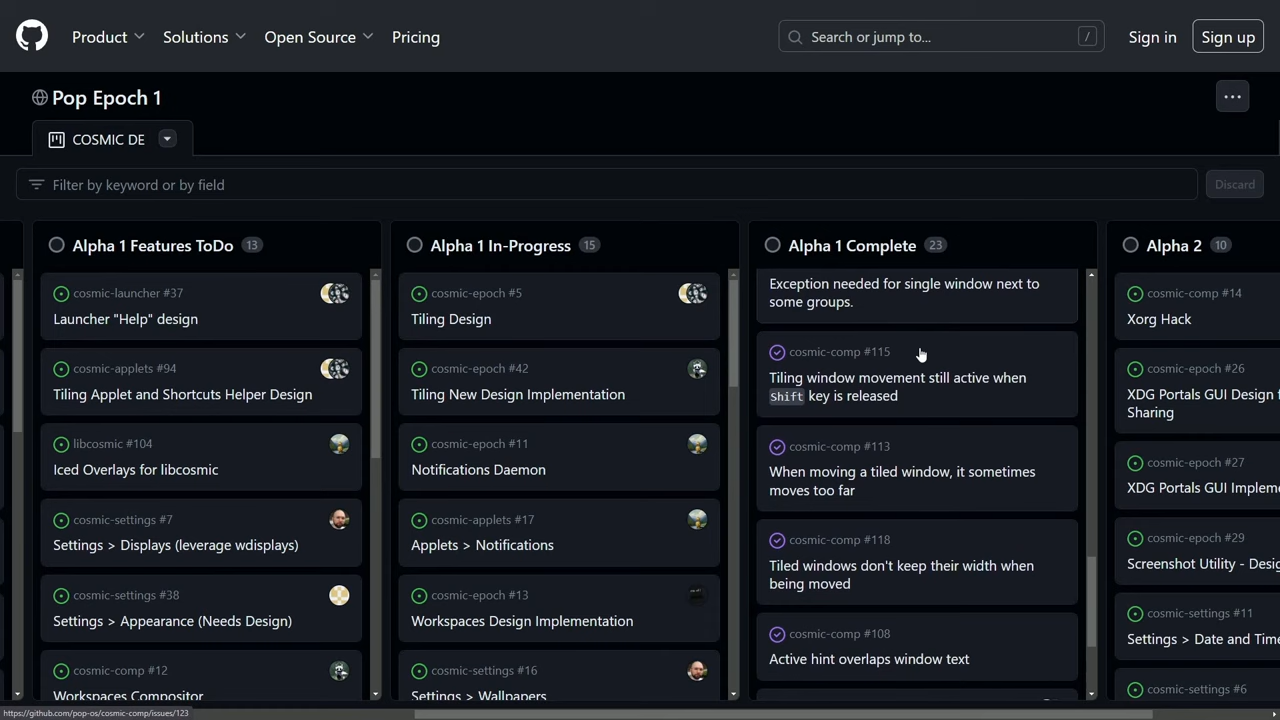 Product
Solutions
Open Source
Pricing
Search or jump to...
/
Sign in
Sign up
Pop Epoch 1
COSMIC DE
Filter by keyword or by field
Discard
Alpha 1 Features ToDo 13
cosmic-launcher #37
Launcher "Help" design
cosmic-applets #94
Tiling Applet and Shortcuts Helper Design
libcosmic #104
Iced Overlays for libcosmic
cosmic-settings #7
Settings > Displays (leverage wdisplays)
cosmic-settings #38
Settings > Appearance (Needs Design)
cosmic-comp #12
Workspaces Compositor
Alpha 1 In-Progress 15
cosmic-epoch #5
Tiling Design
cosmic-epoch #42
Tiling New Design Implementation
cosmic-epoch #11
Notifications Daemon
cosmic-applets #17
Applets > Notifications
cosmic-epoch #13
Workspaces Design Implementation
cosmic-settings #16
Settings > Wallpapers
Alpha 1 Complete 23
Exception needed for single window next to
some groups.
cosmic-comp #115
Tiling window movement still active when
Shift key is released
cosmic-comp #113
When moving a tiled window, it sometimes
moves too far
cosmic-comp #118
Tiled windows don't keep their width when
being moved
cosmic-comp #108
Active hint overlaps window text
Alpha 2 10
cosmic-comp #14
Xorg Hack
cosmic-epoch #26
XDG Portals GUI Design
Sharing
cosmic-epoch #27
XDG Portals GUI Impleme
cosmic-epoch #29
Screenshot Utility - Desig
cosmic-settings #11
Settings > Date and Time
cosmic-settings #6
https://github.com/pop-os/cosmic-comp/issues/123